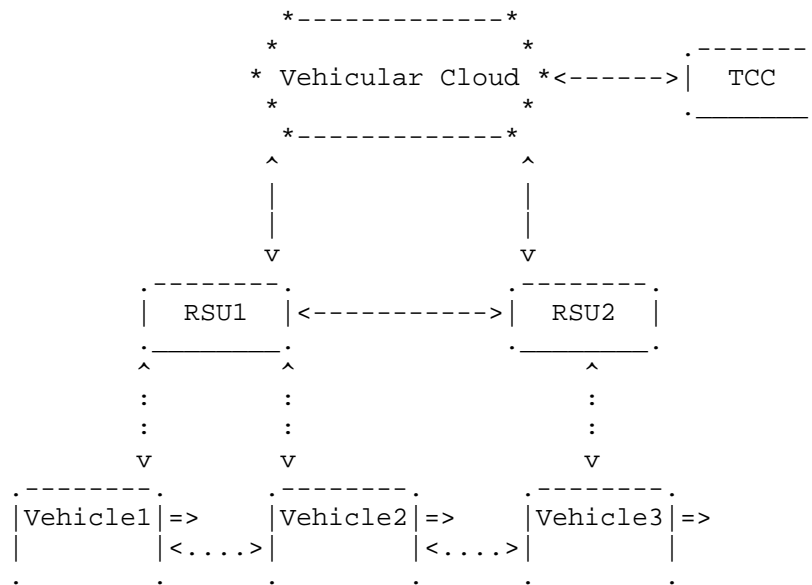 Vehicular Cloud
TCC
RSU1
RSU2
Vehicle1
Vehicle2
Vehicle3